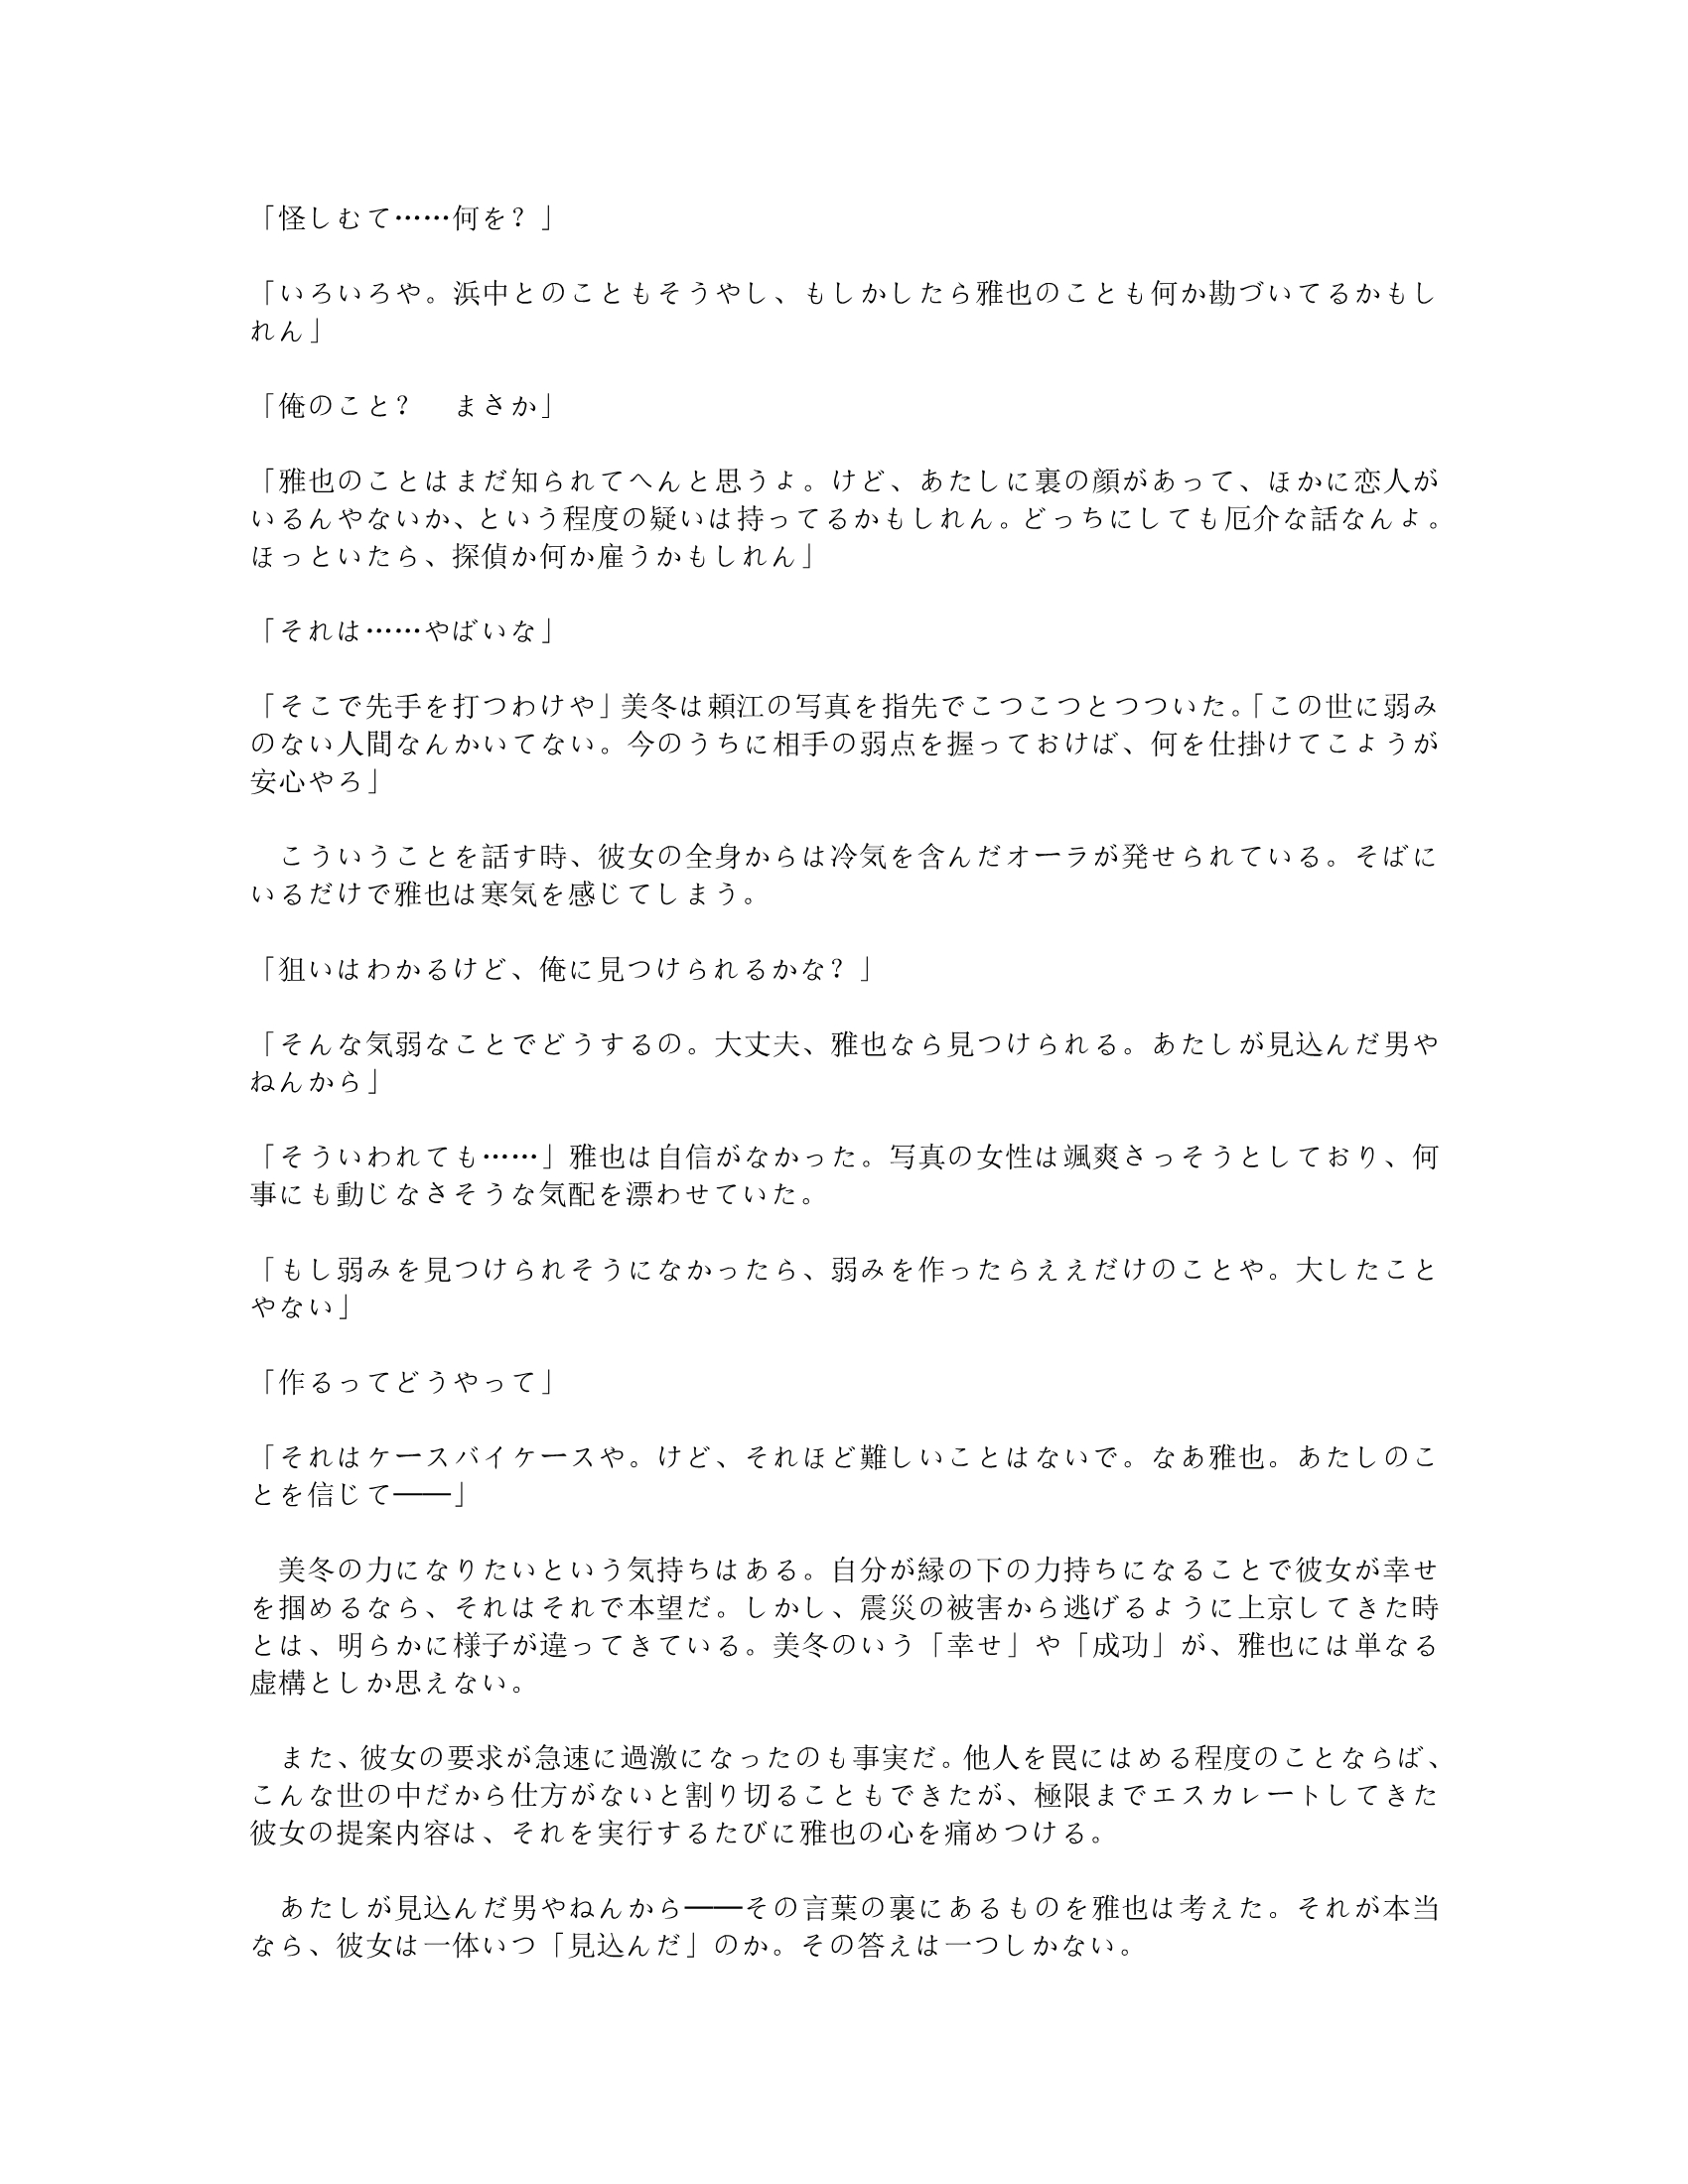 「怪しむて……何を？」
「いろいろや。浜中とのこともそうやし、もしかしたら雅也のことも何か勘づいてるかもし
れん」
「俺のこと？　まさか」
「雅也のことはまだ知られてへんと思うよ。けど、あたしに裏の顔があって、ほかに恋人が
いるんやないか、という程度の疑いは持ってるかもしれん。どっちにしても厄介な話なんよ。
ほっといたら、探偵か何か雇うかもしれん」
「それは……やばいな」
「そこで先手を打つわけや」美冬は頼江の写真を指先でこつこつとつついた。「この世に弱み
のない人間なんかいてない。今のうちに相手の弱点を握っておけば、何を仕掛けてこようが
安心やろ」
　こういうことを話す時、彼女の全身からは冷気を含んだオーラが発せられている。そばに
いるだけで雅也は寒気を感じてしまう。
「狙いはわかるけど、俺に見つけられるかな？」
「そんな気弱なことでどうするの。大丈夫、雅也なら見つけられる。あたしが見込んだ男や
ねんから」
「そういわれても……」雅也は自信がなかった。写真の女性は颯爽さっそうとしており、何
事にも動じなさそうな気配を漂わせていた。
「もし弱みを見つけられそうになかったら、弱みを作ったらええだけのことや。大したこと
やない」
「作るってどうやって」
「それはケースバイケースや。けど、それほど難しいことはないで。なあ雅也。あたしのこ
とを信じて――」
　美冬の力になりたいという気持ちはある。自分が縁の下の力持ちになることで彼女が幸せ
を掴めるなら、それはそれで本望だ。しかし、震災の被害から逃げるように上京してきた時
とは、明らかに様子が違ってきている。美冬のいう「幸せ」や「成功」が、雅也には単なる
虚構としか思えない。
　また、彼女の要求が急速に過激になったのも事実だ。他人を罠にはめる程度のことならば、
こんな世の中だから仕方がないと割り切ることもできたが、極限までエスカレートしてきた
彼女の提案内容は、それを実行するたびに雅也の心を痛めつける。
　あたしが見込んだ男やねんから――その言葉の裏にあるものを雅也は考えた。それが本当
なら、彼女は一体いつ「見込んだ」のか。その答えは一つしかない。